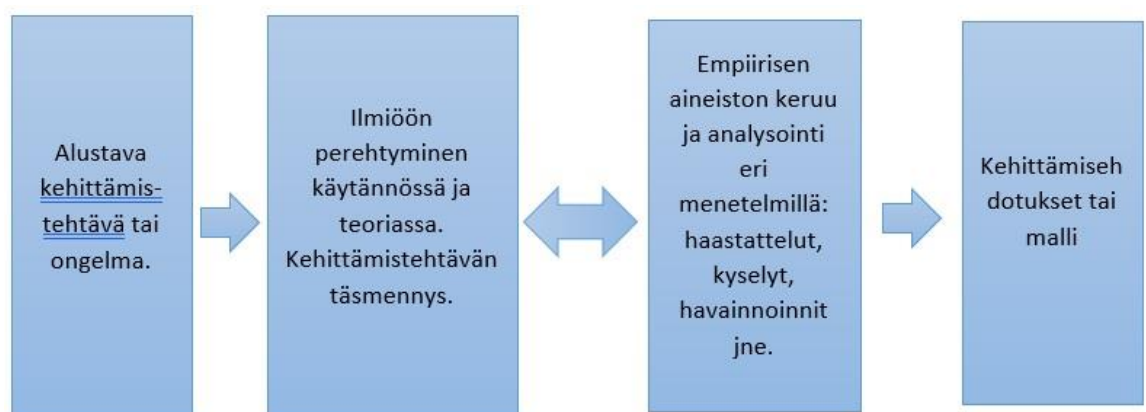 Alustava
kehittämis-
tehtävä tai
ongelma.
Ilmiöön
perehtyminen
käytännössä ja
teoriassa.
Kehittämistehtävän
täsmennys.
Empiirisen
aineiston keruu
ja analysointi
eri
menetelmillä:
haastattelut,
kyselyt,
havainnoinnit
jne.
Kehittämiseh
dotukset tai
malli